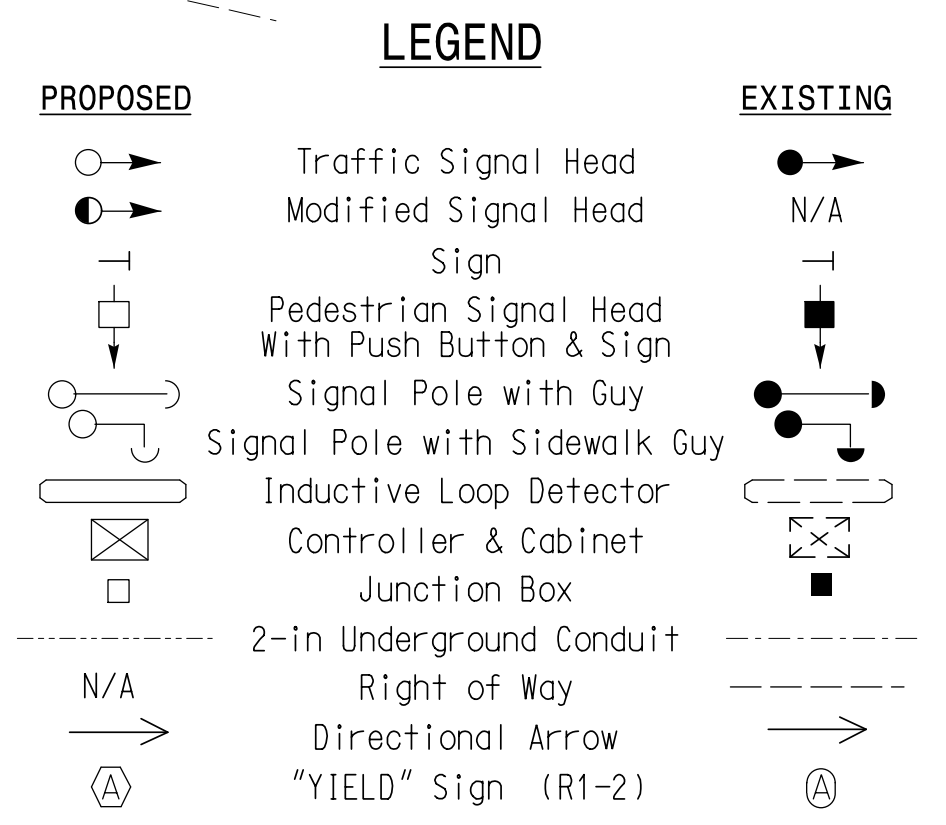 LEGEND
PROPOSED EXISTING
Traffic Signal Head
Modified Signal Head N/A
Sign
Pedestrian Signal Head
With Push Button & Sign
Signal Pole with Guy
Signal Pole with Sidewalk Guy
Inductive Loop Detector
Controller & Cabinet
Junction Box
2-in Underground Conduit
N/A Right of Way
Directional Arrow
A "YIELD" Sign (R1-2) A